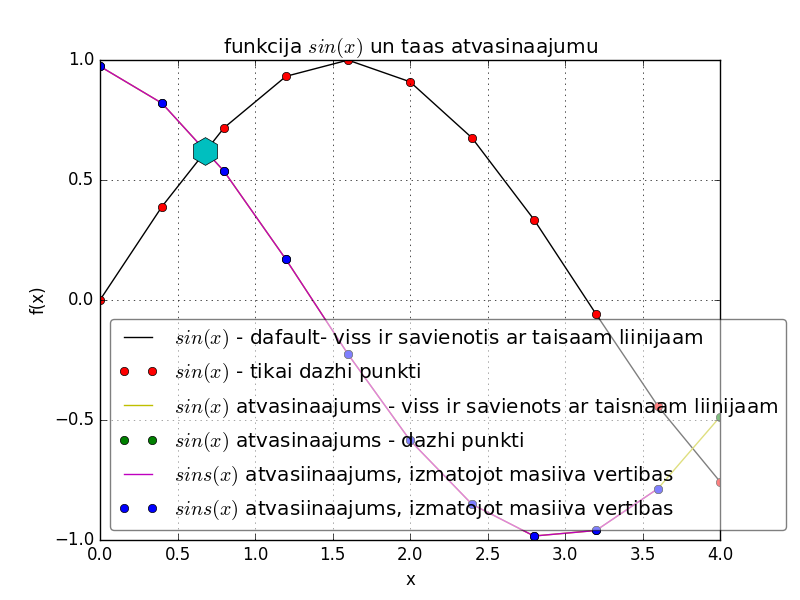 funkcija sin(x) un taas atvasinaajumu
1.0
0.5
0.0
−0.5
−1.0
f(x)
sin(x) - dafault- viss ir savienotis ar taisaam liinijaam
sin(x) - tikai dazhi punkti
sin(x) atvasinaajums - viss ir savienots ar taisnaam liinijaam
sin(x) atvasinaajums - dazhi punkti
sins(x) atvasiinaajums, izmatojot masiiva vertibas
sins(x) atvasiinaajums, izmatojot masiiva vertibas
0.0 0.5 1.0 1.5 2.0 2.5 3.0 3.5 4.0
x